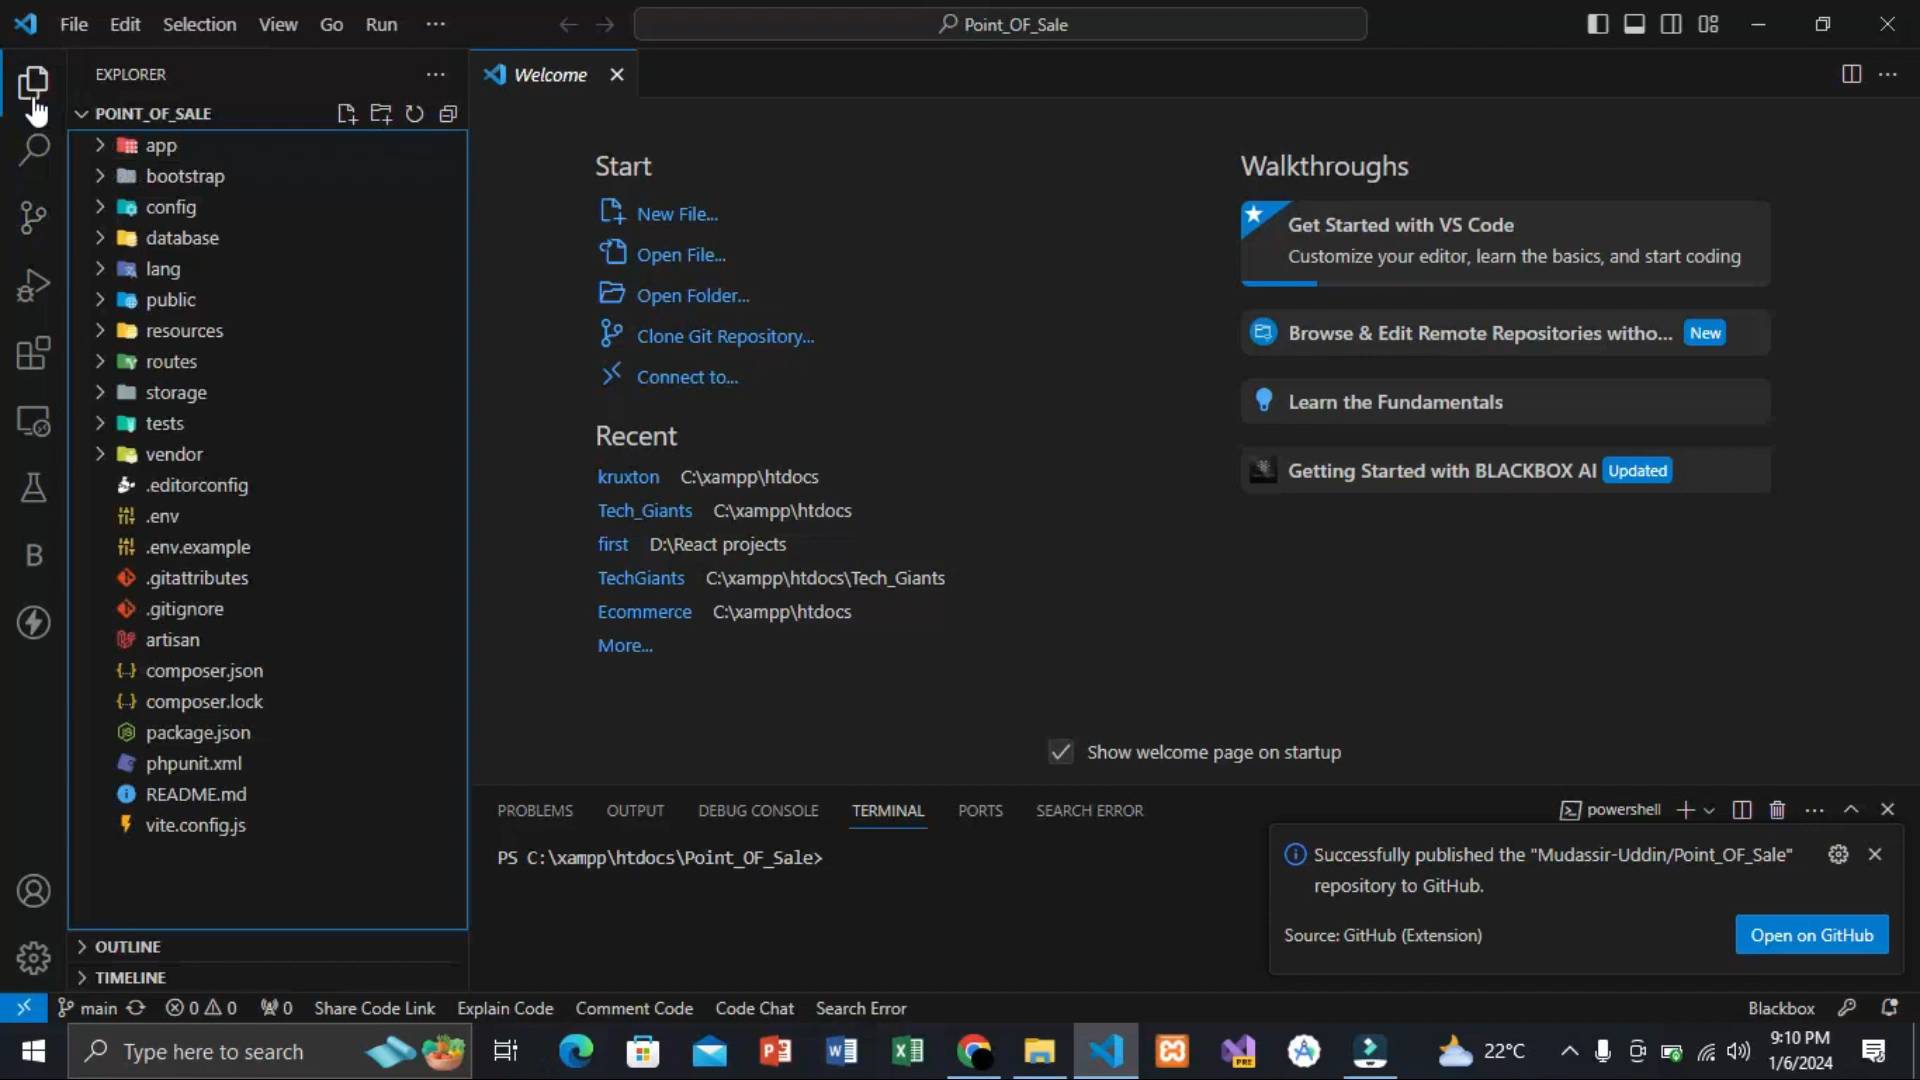 File Edit Selection View Go Run ···
Point_OF_Sale
EXPLORER
POINT_OF_SALE
app
bootstrap
config
database
lang
public
resources
routes
storage
tests
vendor
.editorconfig
.env
.env.example
.gitattributes
.gitignore
artisan
composer.json
composer.lock
package.json
phpunit.xml
README.md
vite.config.js
OUTLINE
TIMELINE
B
Welcome
Start
New File...
Open File...
Open Folder...
Clone Git Repository...
Connect to...
Recent
kruxton C:\xampp\htdocs
Tech_Giants C:\xampp\htdocs
first D:\React projects
TechGiants C:\xampp\htdocs\Tech_Giants
Ecommerce C:\xampp\htdocs
More...
Walkthroughs
Get Started with VS Code
Customize your editor, learn the basics, and start coding
Browse & Edit Remote Repositories witho... New
Learn the Fundamentals
Getting Started with BLACKBOX AI Updated
Show welcome page on startup
PROBLEMS OUTPUT DEBUG CONSOLE TERMINAL PORTS SEARCH ERROR
powershell
PS C:\xampp\htdocs\Point_OF_Sale>
Successfully published the "Mudassir-Uddin/Point_OF_Sale"
repository to GitHub.
Source: GitHub (Extension)
Open on GitHub
main 0 0 0 Share Code Link Explain Code Comment Code Code Chat Search Error
Blackbox
Type here to search
22°C
9:10 PM
1/6/2024